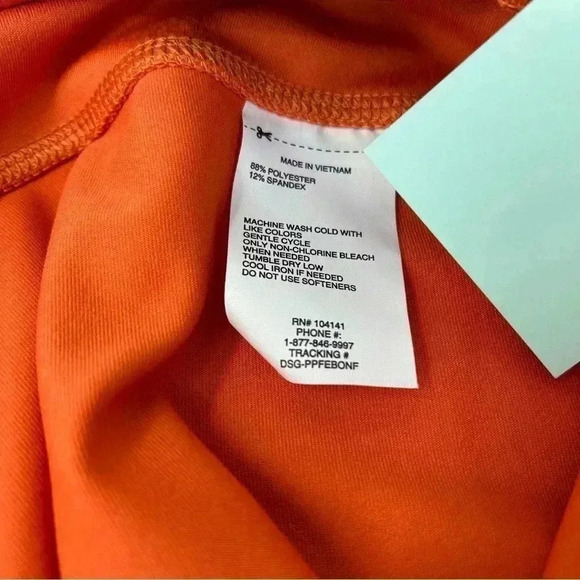 MADE IN VIETNAM
88% POLYESTER
12% SPANDEX
MACHINE WASH COLD WITH
LIKE COLORS
GENTLE CYCLE
ONLY NON-CHLORINE BLEACH
WHEN NEEDED
TUMBLE DRY LOW
COOL IRON IF NEEDED
DO NOT USE SOFTENERS
RN# 104141
PHONE #:
1-877-846-9997
TRACKING #
DSG-PPFEBONF